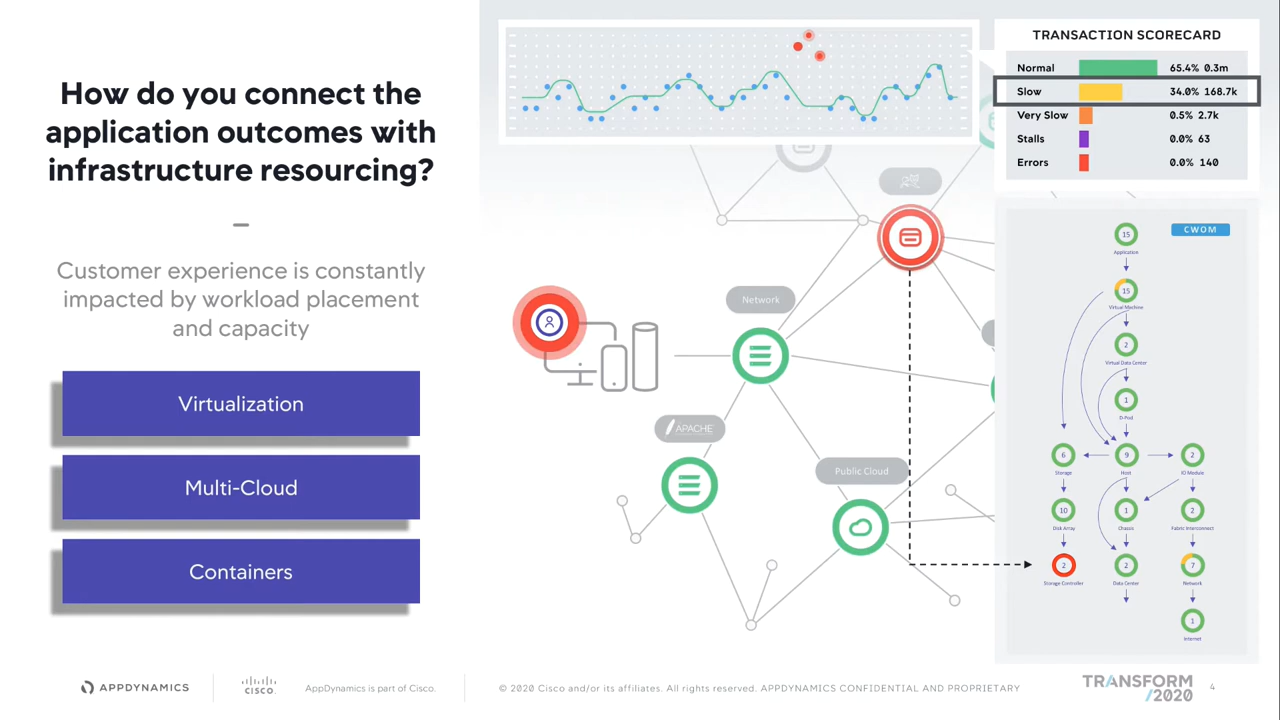 How do you connect the
application outcomes with
infrastructure resourcing?
Customer experience is constantly
impacted by workload placement
and capacity
Virtualization
Multi-Cloud
Containers
TRANSACTION SCORECARD
Normal 65.4% 0.3m
Slow 34.0% 168.7k
Very Slow 0.5% 2.7k
Stalls 0.0% 63
Errors 0.0% 140
Network
APACHE
Public Cloud
CWOM
15
Application
15
Virtual Machine
2
Virtual Data Center
1
D-Pod
6 9 2
Storage Host IO Module
10 1 2
Disk Array Chassis Fabric Interconnect
2 2 7
Storage Controller Data Center Network
1
Internet
APPDYNAMICS
CISCO
AppDynamics is part of Cisco.
© 2020 Cisco and/or its affiliates. All rights reserved. APPDYNAMICS CONFIDENTIAL AND PROPRIETARY
TRANSFORM
/2020
4